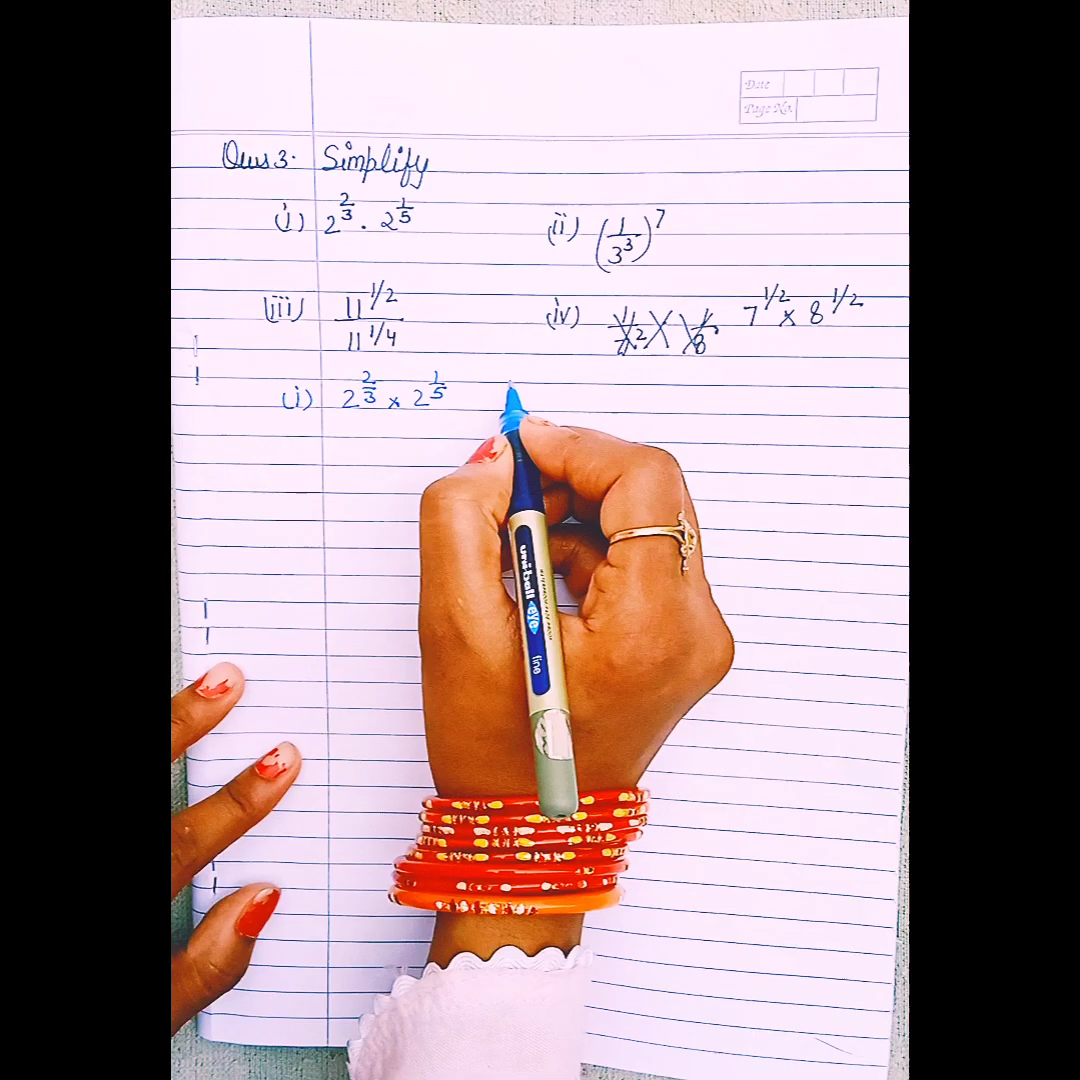 Date
Page No.
Ques 3. Simplify
(i) 2^{2/3} . 2^{1/5} (ii) (1/3^3)^7
(iii) 11^{1/2} / 11^{1/4} (iv) 7^{1/2} × 8^{1/2}
(i) 2^{2/3} × 2^{1/5}
uni-ball eye fine